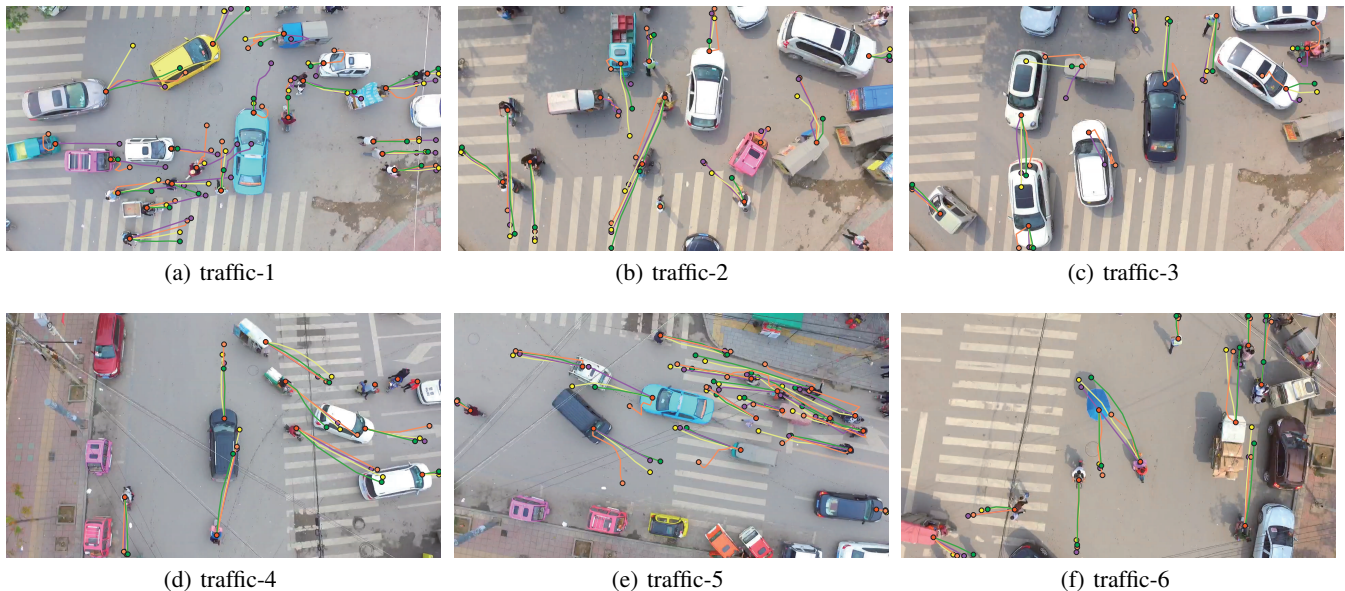 (a) traffic-1
(b) traffic-2
(c) traffic-3
(d) traffic-4
(e) traffic-5
(f) traffic-6